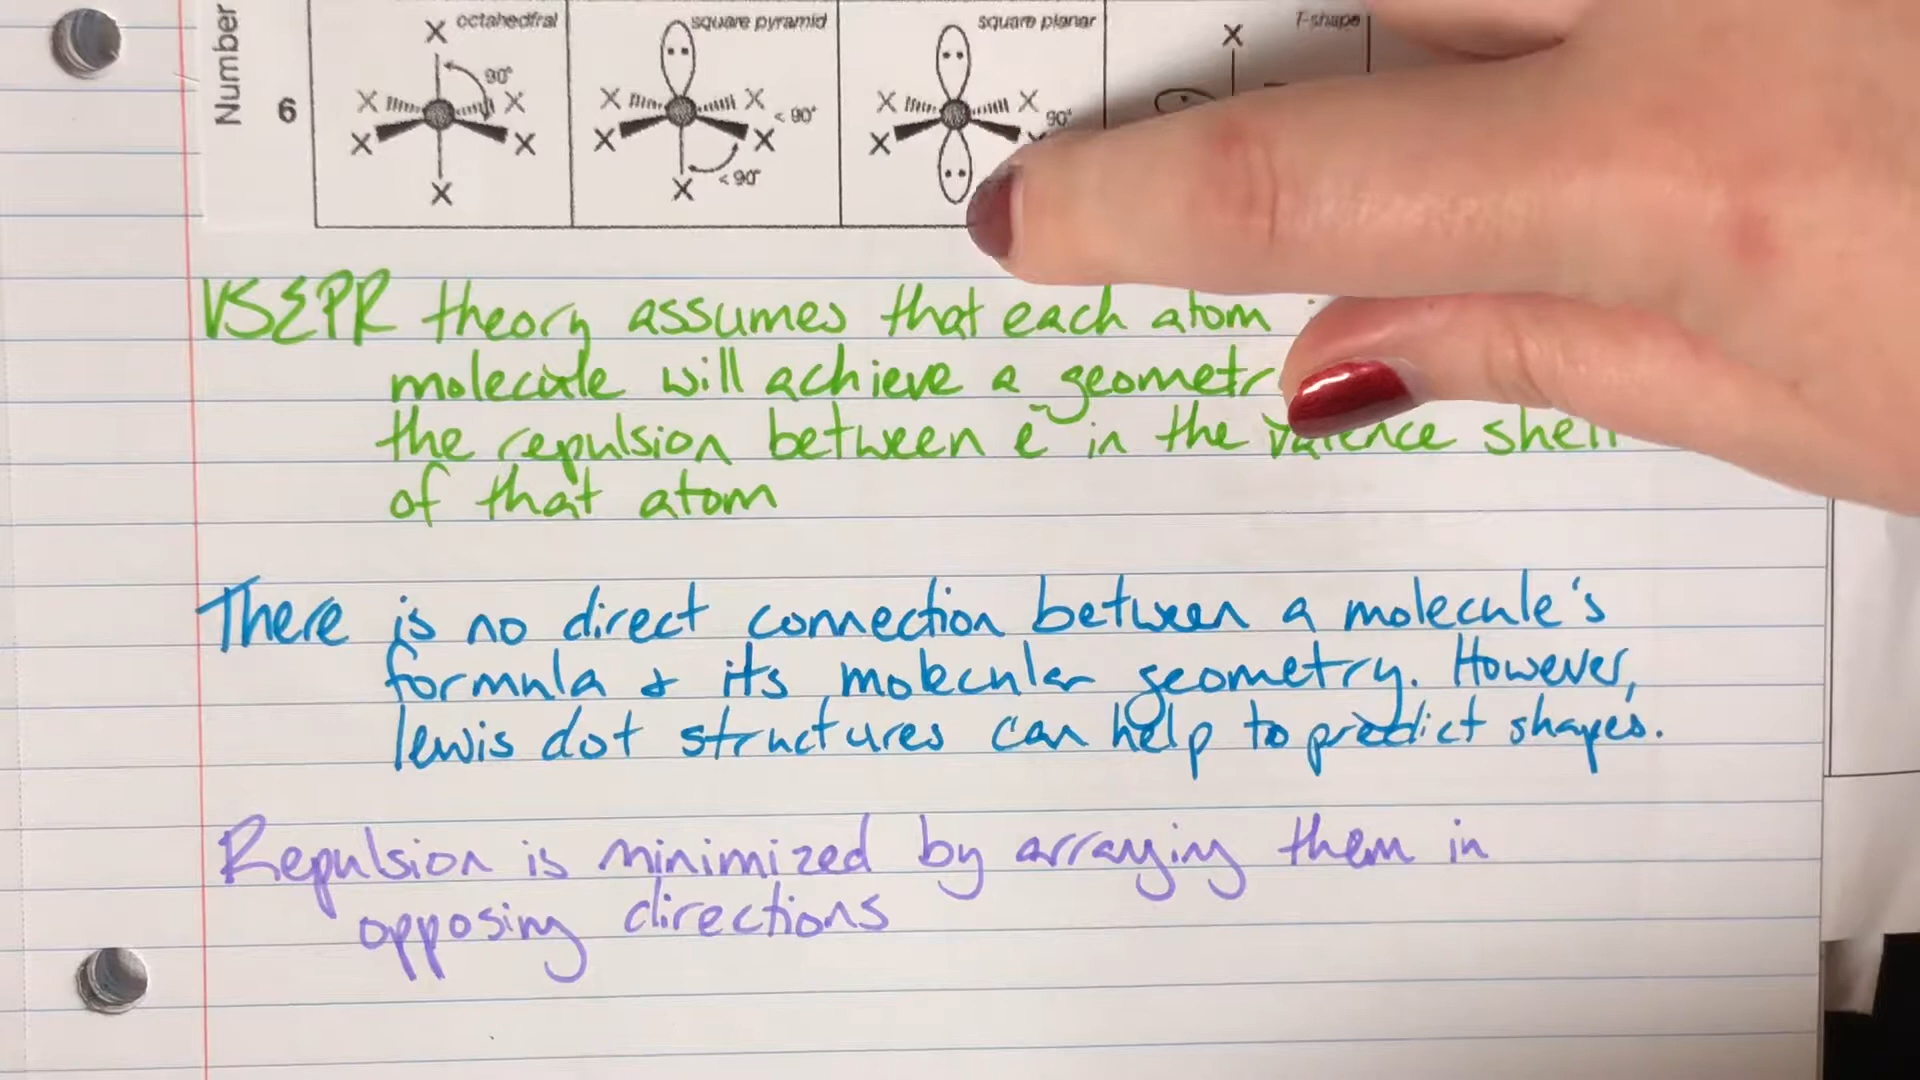 Number
6
octahedral square pyramid square planar T-shape
X X X X X X 90°
X X X X X < 90° < 90°
X X X 90°
X
VSEPR theory assumes that each atom
molecule will achieve a
the repulsion between e⁻ in the valence shell
of that atom
There is no direct connection between a molecule's
formula & its molecular geometry. However,
lewis dot structures can help to predict shapes.
Repulsion is minimized by arraying them in
opposing directions